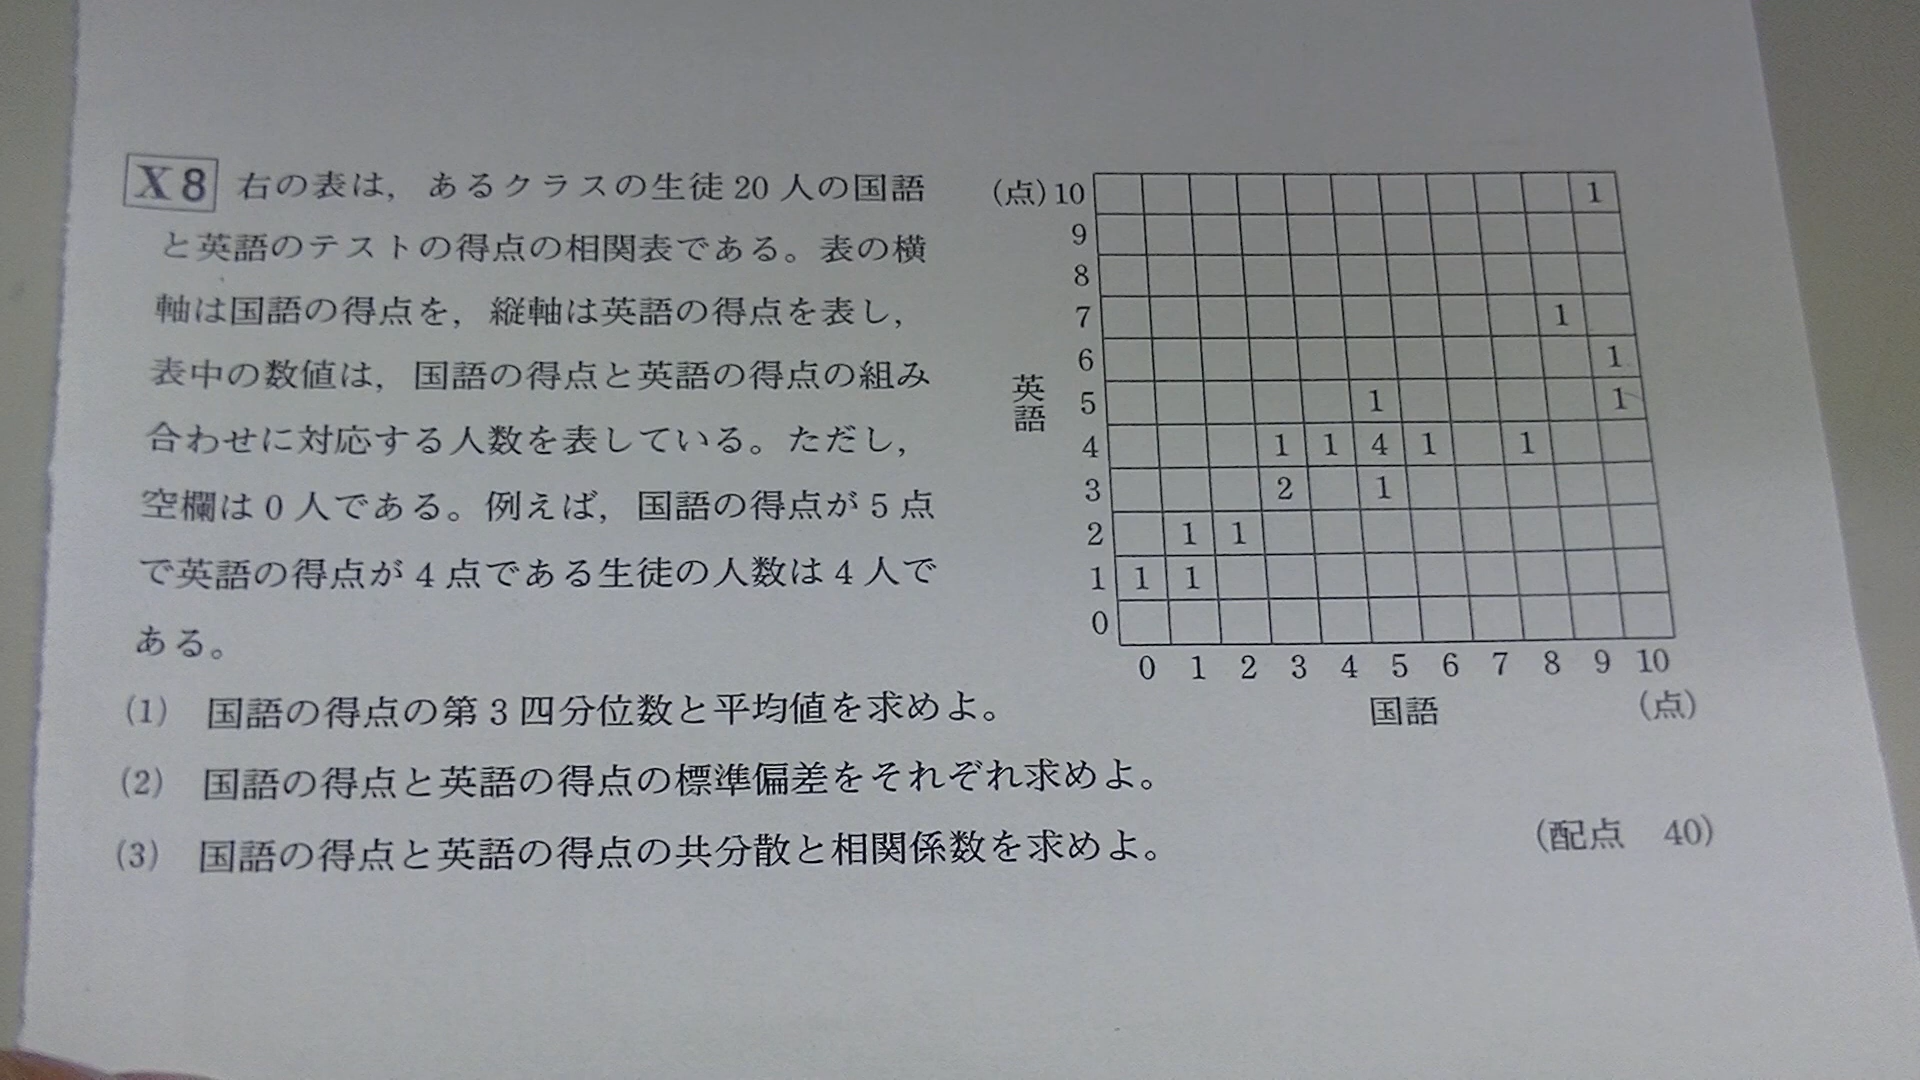 X8 右の表は，あるクラスの生徒20人の国語
と英語のテストの得点の相関表である。表の横
軸は国語の得点を，縦軸は英語の得点を表し，
表中の数値は，国語の得点と英語の得点の組み
合わせに対応する人数を表している。ただし，
空欄は0人である。例えば，国語の得点が5点
で英語の得点が4点である生徒の人数は4人で
ある。
(点)10 1
9
8
7 1
6 1
英語
5 1 1
4 1 1 4 1 1
3 2 1
2 1 1
1 1 1
0
0 1 2 3 4 5 6 7 8 9 10
国語 (点)
(1) 国語の得点の第3四分位数と平均値を求めよ。
(2) 国語の得点と英語の得点の標準偏差をそれぞれ求めよ。
(3) 国語の得点と英語の得点の共分散と相関係数を求めよ。
(配点 40)